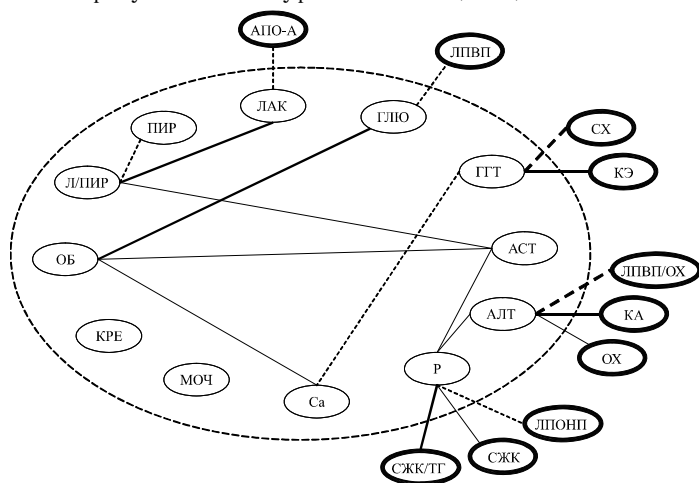 АПО-А
ЛПВП
ЛАК
ГЛЮ
ПИР
СХ
ГГТ
КЭ
Л/ПИР
АСТ
ОБ
ЛПВП/ОХ
АЛТ
КА
КРЕ
ОХ
Р
МОЧ
Са
ЛПОНП
СЖК
СЖК/ТГ